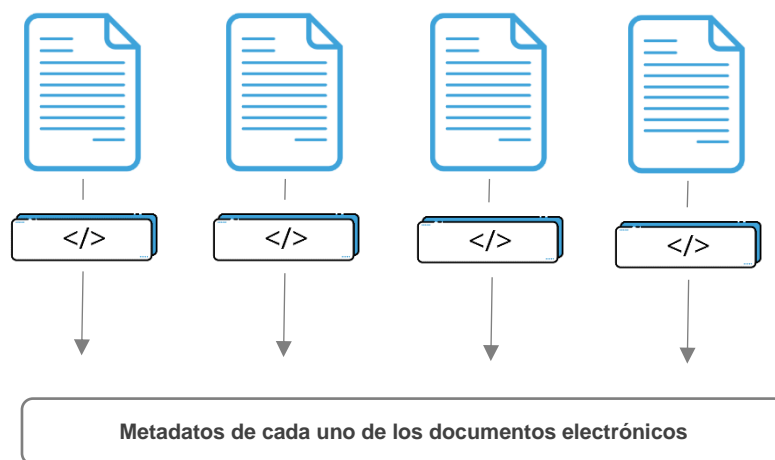 </> </> </> </>
Metadatos de cada uno de los documentos electrónicos